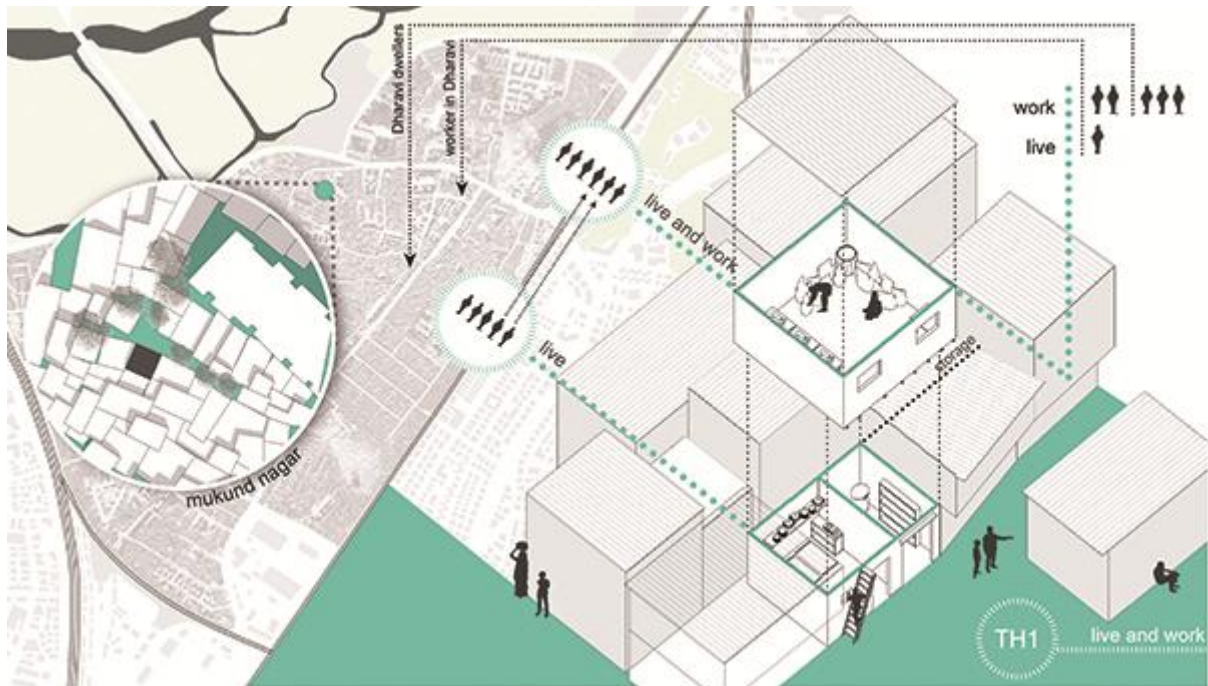 Dharavi dwellers
worker in Dharavi
work
live
live and work
live
storage
mukund nagar
TH1
live and work